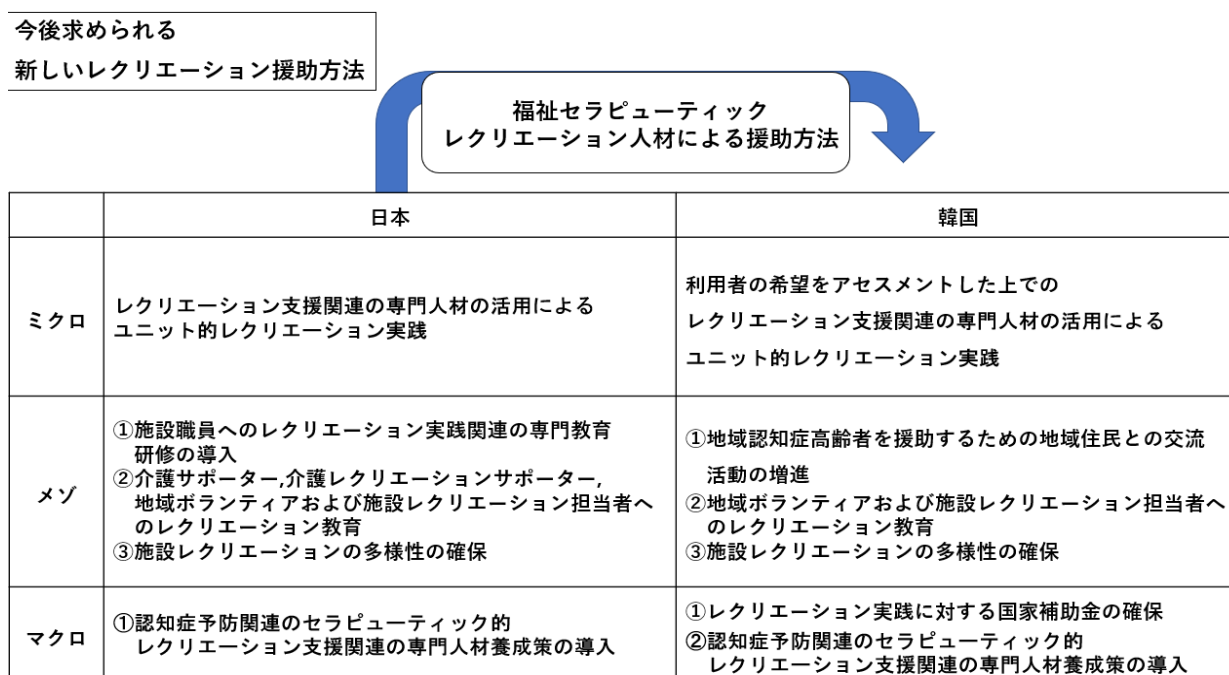 今後求められる
新しいレクリエーション援助方法
福祉セラピューティック
レクリエーション人材による援助方法
日本
韓国
ミクロ
レクリエーション支援関連の専門人材の活用による
ユニット的レクリエーション実践
利用者の希望をアセスメントした上での
レクリエーション支援関連の専門人材の活用による
ユニット的レクリエーション実践
メゾ
①施設職員へのレクリエーション実践関連の専門教育
研修の導入
②介護サポーター,介護レクリエーションサポーター,
地域ボランティアおよび施設レクリエーション担当者へ
のレクリエーション教育
③施設レクリエーションの多様性の確保
①地域認知症高齢者を援助するための地域住民との交流
活動の増進
②地域ボランティアおよび施設レクリエーション担当者へ
のレクリエーション教育
③施設レクリエーションの多様性の確保
マクロ
①認知症予防関連のセラピューティック的
レクリエーション支援関連の専門人材養成策の導入
①レクリエーション実践に対する国家補助金の確保
②認知症予防関連のセラピューティック的
レクリエーション支援関連の専門人材養成策の導入